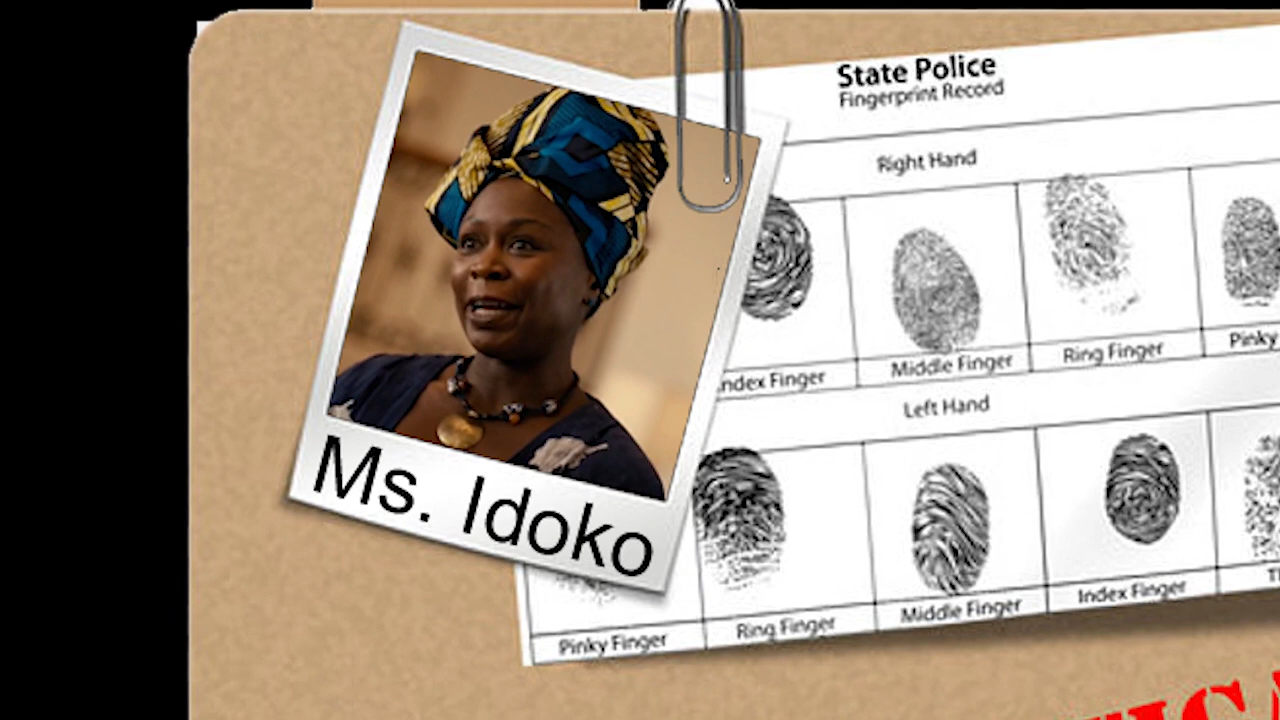 State Police
Fingerprint Record
Right Hand
ndex Finger
Middle Finger
Ring Finger
Pinky
Left Hand
Pinky Finger
Ring Finger
Middle Finger
Index Finger
Ms. Idoko